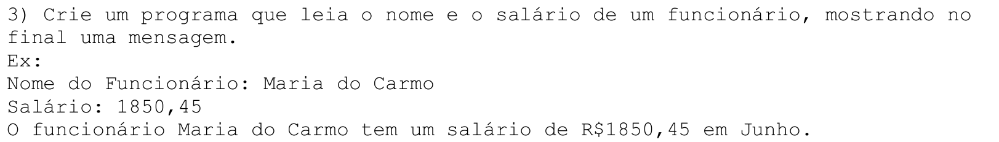 3) Crie um programa que leia o nome e o salário de um funcionário, mostrando no
final uma mensagem.
Ex:
Nome do Funcionário: Maria do Carmo
Salário: 1850,45
O funcionário Maria do Carmo tem um salário de R$1850,45 em Junho.